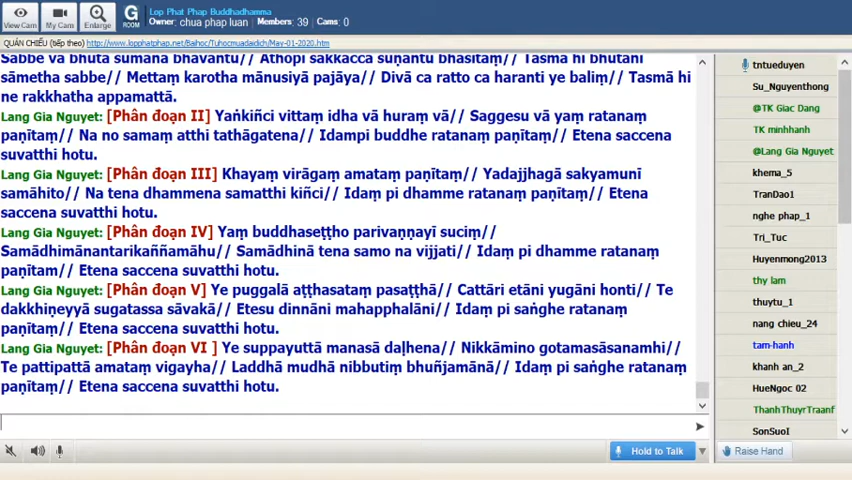 View Cam
My Cam
Enlarge
G
ROOM
Lop Phat Phap Buddhadhamma
Owner: chua phap luan Members: 39 Cams: 0
QUÁN CHIẾU (tiếp theo) http://www.lopphatphap.net/Baihoc/Tuhocmuadaidich/May-01-2020.htm
Sabbe va bhūtā sumanā bhavantu// Athopi sakkacca suṇantu bhāsitaṃ// Tasmā hi bhūtāni
sāmetha sabbe// Mettaṃ karotha mānusiyā pajāya// Divā ca ratto ca haranti ye baliṃ// Tasmā hi
ne rakkhatha appamattā.
Lang Gia Nguyet: [Phân đoạn II] Yaṅkiñci vittaṃ idha vā huraṃ vā// Saggesu vā yaṃ ratanaṃ
paṇītaṃ// Na no samaṃ atthi tathāgatena// Idampi buddhe ratanaṃ paṇītaṃ// Etena saccena
suvatthi hotu.
Lang Gia Nguyet: [Phân đoạn III] Khayaṃ virāgaṃ amataṃ paṇītaṃ// Yadajjhagā sakyamunī
samāhito// Na tena dhammena samatthi kiñci// Idaṃ pi dhamme ratanaṃ paṇītaṃ// Etena
saccena suvatthi hotu.
Lang Gia Nguyet: [Phân đoạn IV] Yaṃ buddhaseṭṭho parivaṇṇayī suciṃ//
Samādhimānantarikaññamāhu// Samādhinā tena samo na vijjati// Idaṃ pi dhamme ratanaṃ
paṇītaṃ// Etena saccena suvatthi hotu.
Lang Gia Nguyet: [Phân đoạn V] Ye puggalā aṭṭhasataṃ pasaṭṭhā// Cattāri etāni yugāni honti// Te
dakkhiṇeyyā sugatassa sāvakā// Etesu dinnāni mahapphalāni// Idaṃ pi saṅghe ratanaṃ
paṇītaṃ// Etena saccena suvatthi hotu.
Lang Gia Nguyet: [Phân đoạn VI ] Ye suppayuttā manasā daḷhena// Nikkāmino gotamasāsanamhi//
Te pattipattā amataṃ vigayha// Laddhā mudhā nibbutiṃ bhuñjamānā// Idaṃ pi saṅghe ratanaṃ
paṇītaṃ// Etena saccena suvatthi hotu.
Hold to Talk
tntueduyen
Su_Nguyenthong
@TK Giac Dang
TK minhhanh
@Lang Gia Nguyet
khema_5
TranDao1
nghe phap_1
Tri_Tuc
Huyenmong2013
thy lam
thuytu_1
nang chieu_24
tam-hanh
khanh an_2
HueNgoc 02
ThanhThuyrTraanf
SonSuoI
Raise Hand